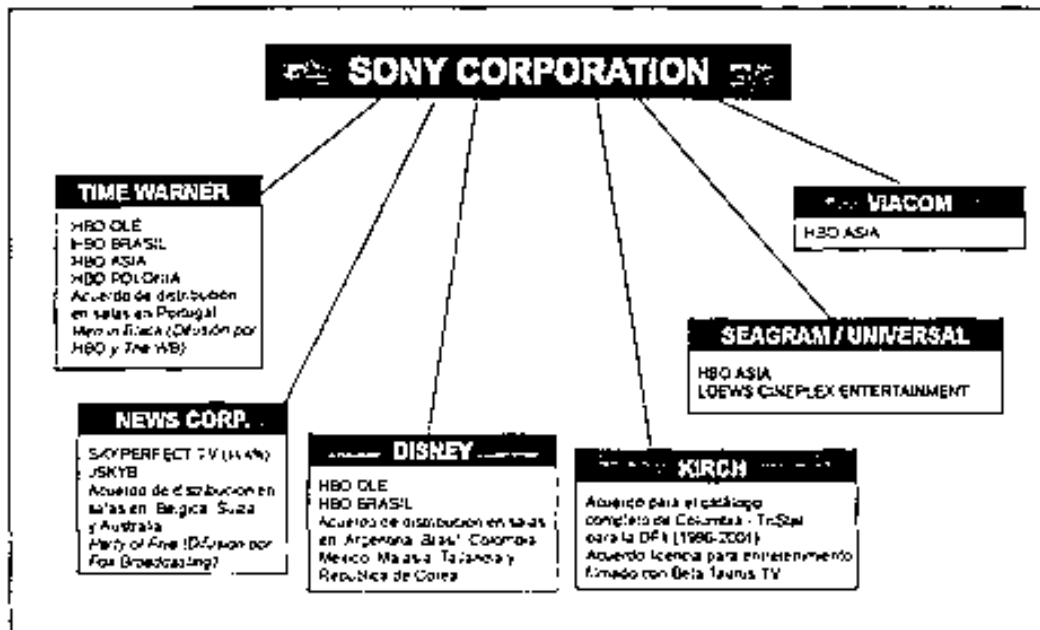 SONY CORPORATION
TIME WARNER
HBO OLÉ
HBO BRASIL
HBO ASIA
HBO POLONIA
Acuerdo de distribución
en salas en Portugal
Men in Black (Difusión por
HBO y The WB)
VIACOM
HBO ASIA
SEAGRAM / UNIVERSAL
HBO ASIA
LOEWS CINEPLEX ENTERTAINMENT
NEWS CORP.
SKYPERFECT TV
JSKYB
Acuerdo de distribución en
salas en Bélgica, Suiza
y Australia
Party of Five (Difusión por
Fox Broadcasting)
DISNEY
HBO OLE
HBO BRASIL
Acuerdo de distribución en salas
en Argentina, Brasil, Colombia
México, Malasia, Tailandia y
República de Corea
KIRCH
Acuerdo para el catálogo
completo de Columbia - TriStar
para la DF1 (1996-2001)
Acuerdo licencia para entretenimiento
filmado con Beta Taurus TV